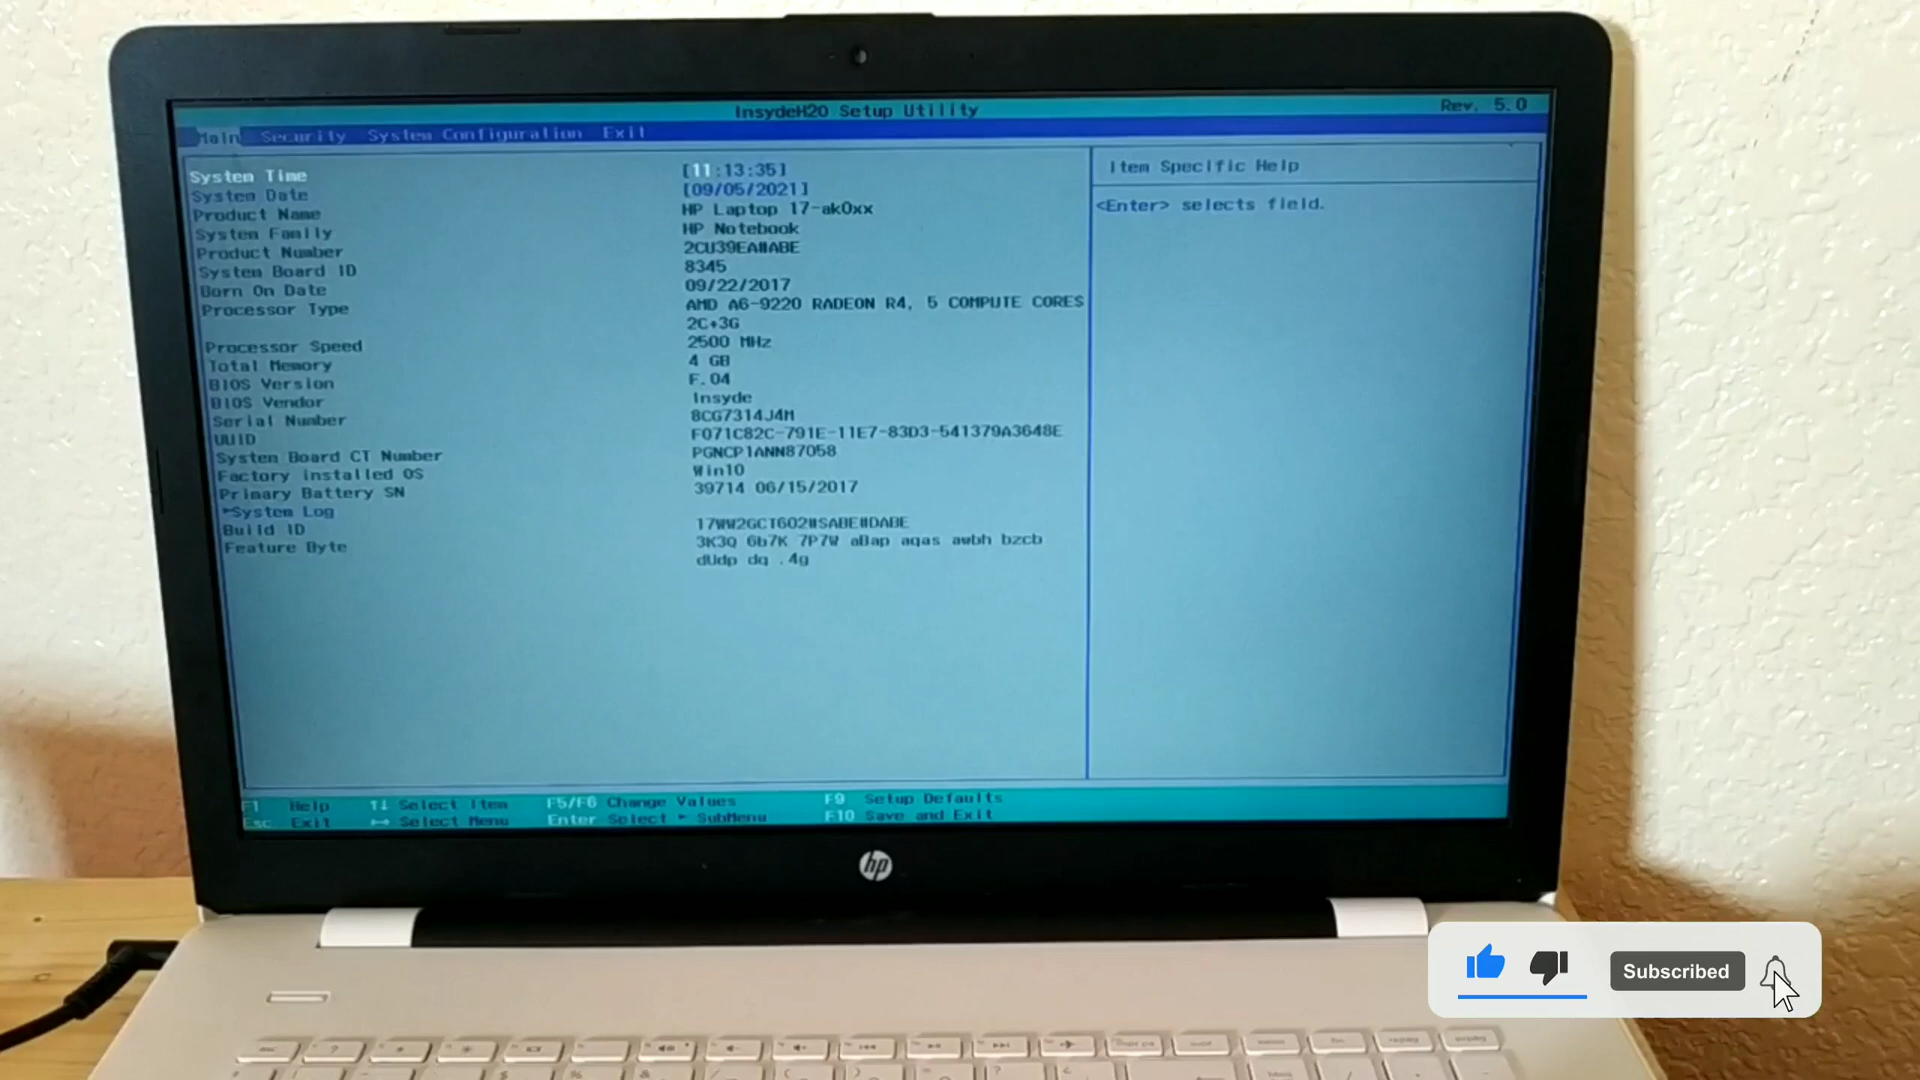 InsydeH2O Setup Utility
Rev. 5.0
Main Security System Configuration Exit
System Time [11:13:35]
System Date [09/05/2021]
Product Name HP Laptop 17-ak0xx
System Family HP Notebook
Product Number 2CU39EA#ABE
System Board ID 8345
Born On Date 09/22/2017
Processor Type AMD A6-9220 RADEON R4, 5 COMPUTE CORES
2C+3G
Processor Speed 2500 MHz
Total Memory 4 GB
BIOS Version F.04
BIOS Vendor Insyde
Serial Number 8CG7314J4M
UUID F071C82C-791E-11E7-83D3-541379A3648E
System Board CT Number PGNCP1ANN87058
Factory installed OS Win10
Primary Battery SN 39714 06/15/2017
►System Log
Build ID 17WW2GCT602#SABE#DABE
Feature Byte 3K3Q 6b7K 7P7W aBap aqas awbh bzcb
dUdp dq .4g
Item Specific Help
<Enter> selects field.
F1 Help ↑↓ Select Item F5/F6 Change Values F9 Setup Defaults
Esc Exit ↔ Select Menu Enter Select ► SubMenu F10 Save and Exit
hp
Subscribed